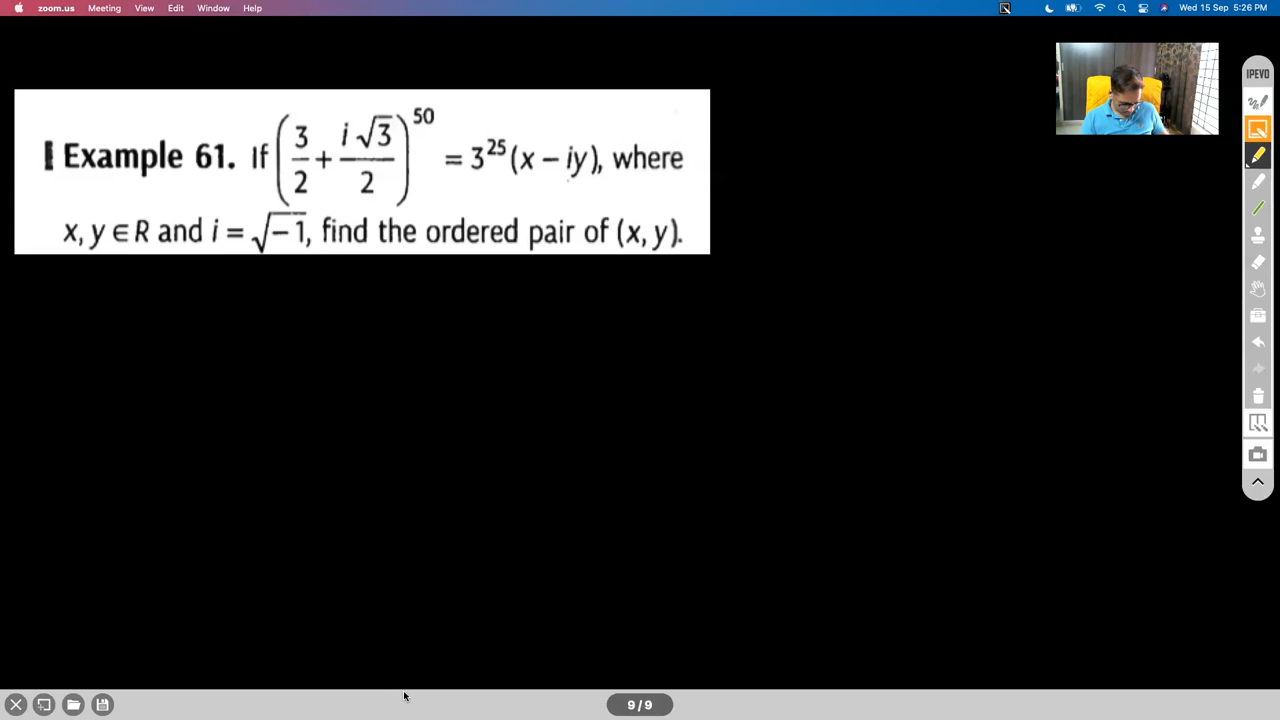 zoom.us Meeting View Edit Window Help Wed 15 Sep 5:26 PM
IPEVO
Example 61. If (3/2 + i√3/2)^50 = 3^25 (x − iy), where
x, y ∈ R and i = √−1, find the ordered pair of (x, y).
9 / 9